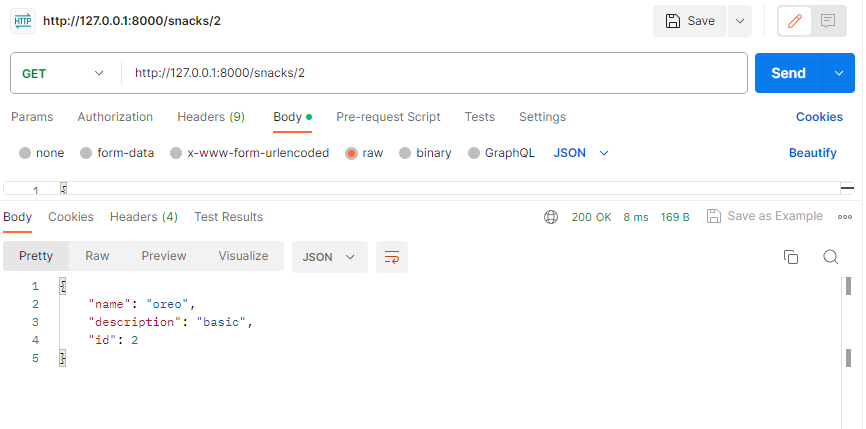 HTTP http://127.0.0.1:8000/snacks/2 Save
GET http://127.0.0.1:8000/snacks/2 Send
Params Authorization Headers (9) Body Pre-request Script Tests Settings Cookies
none form-data x-www-form-urlencoded raw binary GraphQL JSON Beautify
1 {
Body Cookies Headers (4) Test Results 200 OK 8 ms 169 B Save as Example
Pretty Raw Preview Visualize JSON
1 {
2 "name": "oreo",
3 "description": "basic",
4 "id": 2
5 }